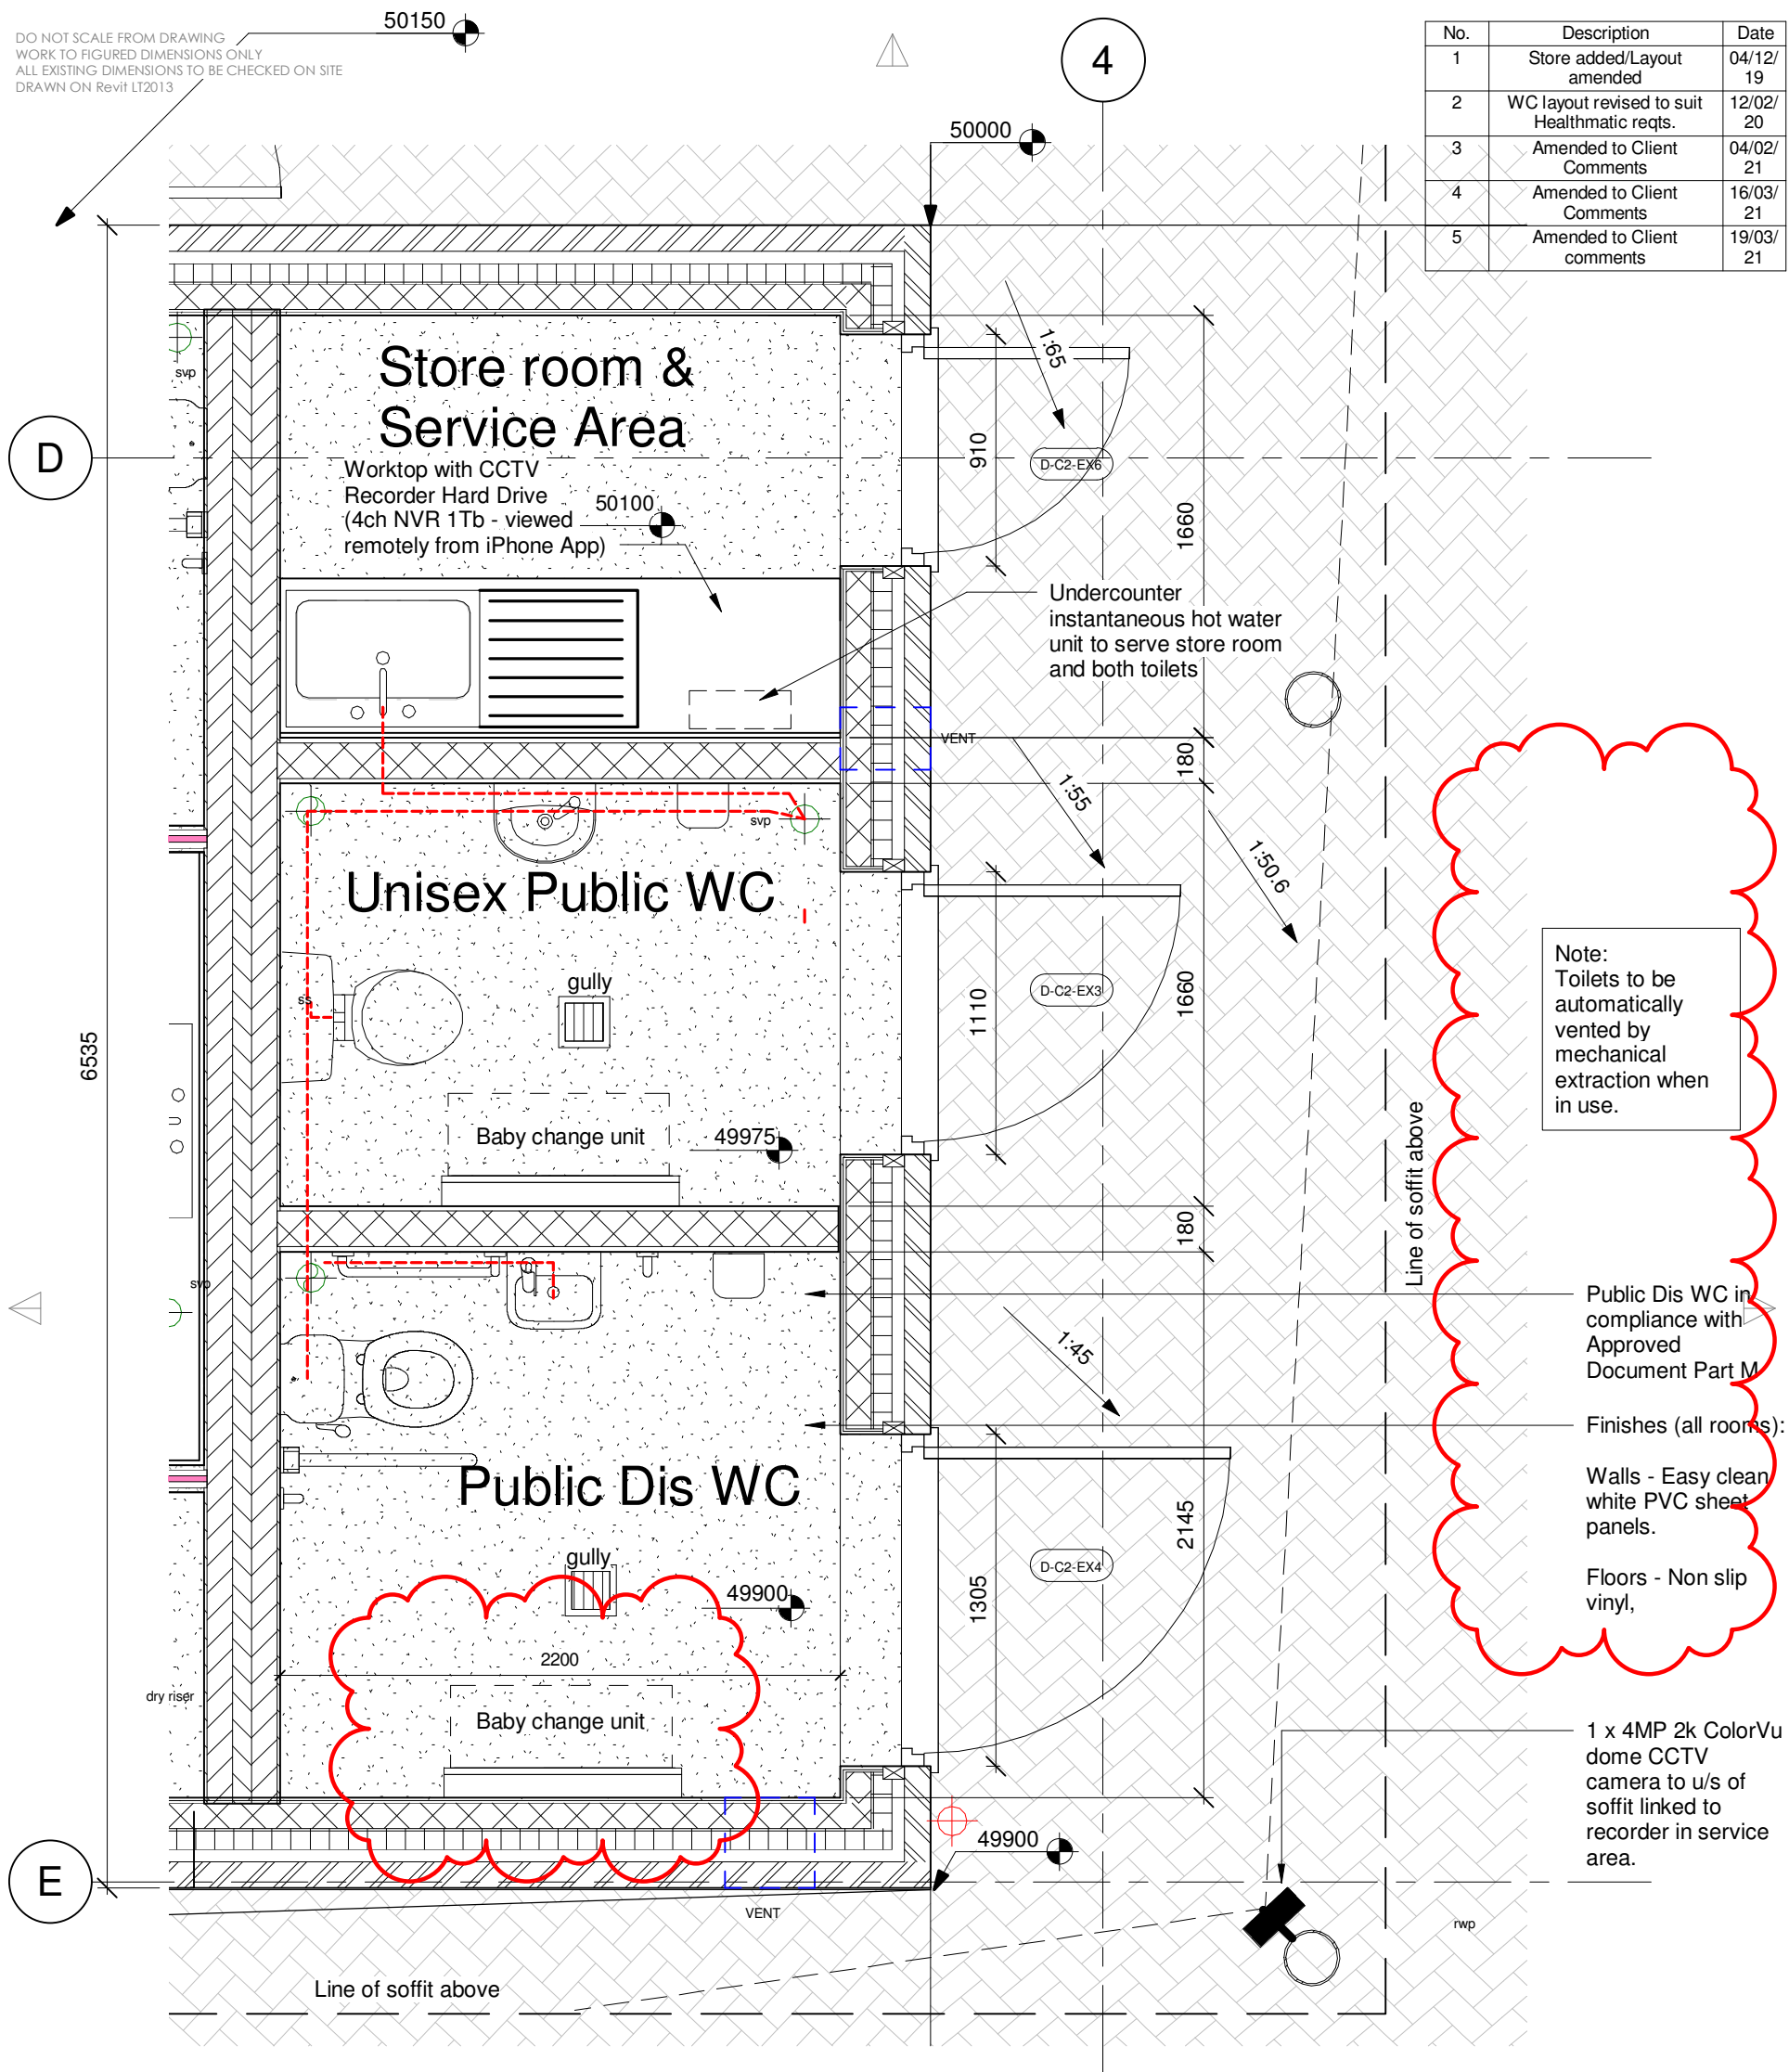 DO NOT SCALE FROM DRAWING
WORK TO FIGURED DIMENSIONS ONLY
ALL EXISTING DIMENSIONS TO BE CHECKED ON SITE
DRAWN ON Revit LT2013
50150
4
50000
No. Description Date
1 Store added/Layout amended 04/12/19
2 WC layout revised to suit Healthmatic reqts. 12/02/20
3 Amended to Client Comments 04/02/21
4 Amended to Client Comments 16/03/21
5 Amended to Client comments 19/03/21
svp
Store room &
Service Area
D
Worktop with CCTV
Recorder Hard Drive
(4ch NVR 1Tb - viewed
remotely from iPhone App)
50100
1:65
910
D-C2-EX6
1660
Undercounter
instantaneous hot water
unit to serve store room
and both toilets
VENT
180
1:55
1:50.6
svp
Unisex Public WC
ss
gully
1110
D-C2-EX3
1660
6535
Baby change unit
49975
180
Line of soffit above
Note:
Toilets to be
automatically
vented by
mechanical
extraction when
in use.
svp
1:45
Public Dis WC in
compliance with
Approved
Document Part M
Finishes (all rooms):
Walls - Easy clean
white PVC sheet
panels.
Floors - Non slip
vinyl,
Public Dis WC
gully
49900
1305
D-C2-EX4
2145
2200
dry riser
Baby change unit
1 x 4MP 2k ColorVu
dome CCTV
camera to u/s of
soffit linked to
recorder in service
area.
E
49900
VENT
rwp
Line of soffit above